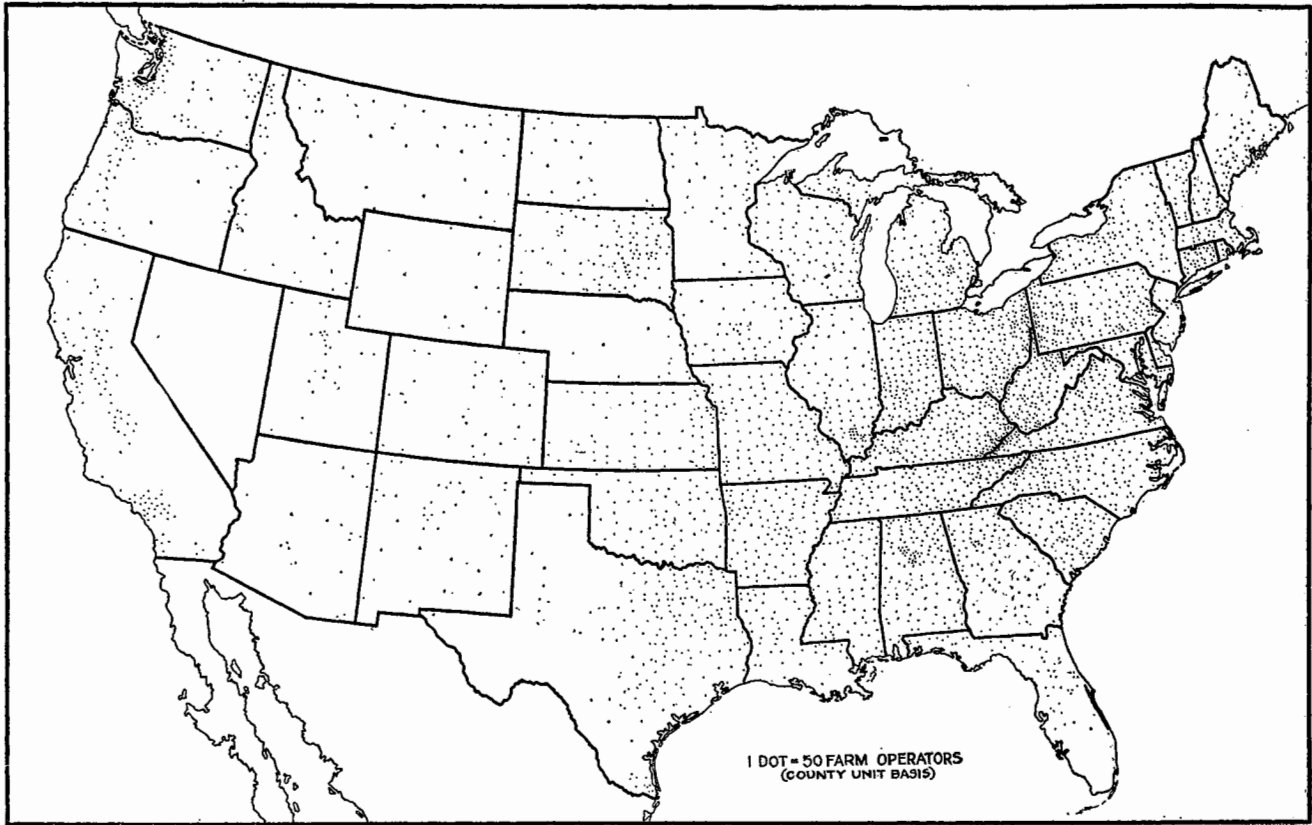 1 DOT = 50 FARM OPERATORS
(COUNTY UNIT BASIS)